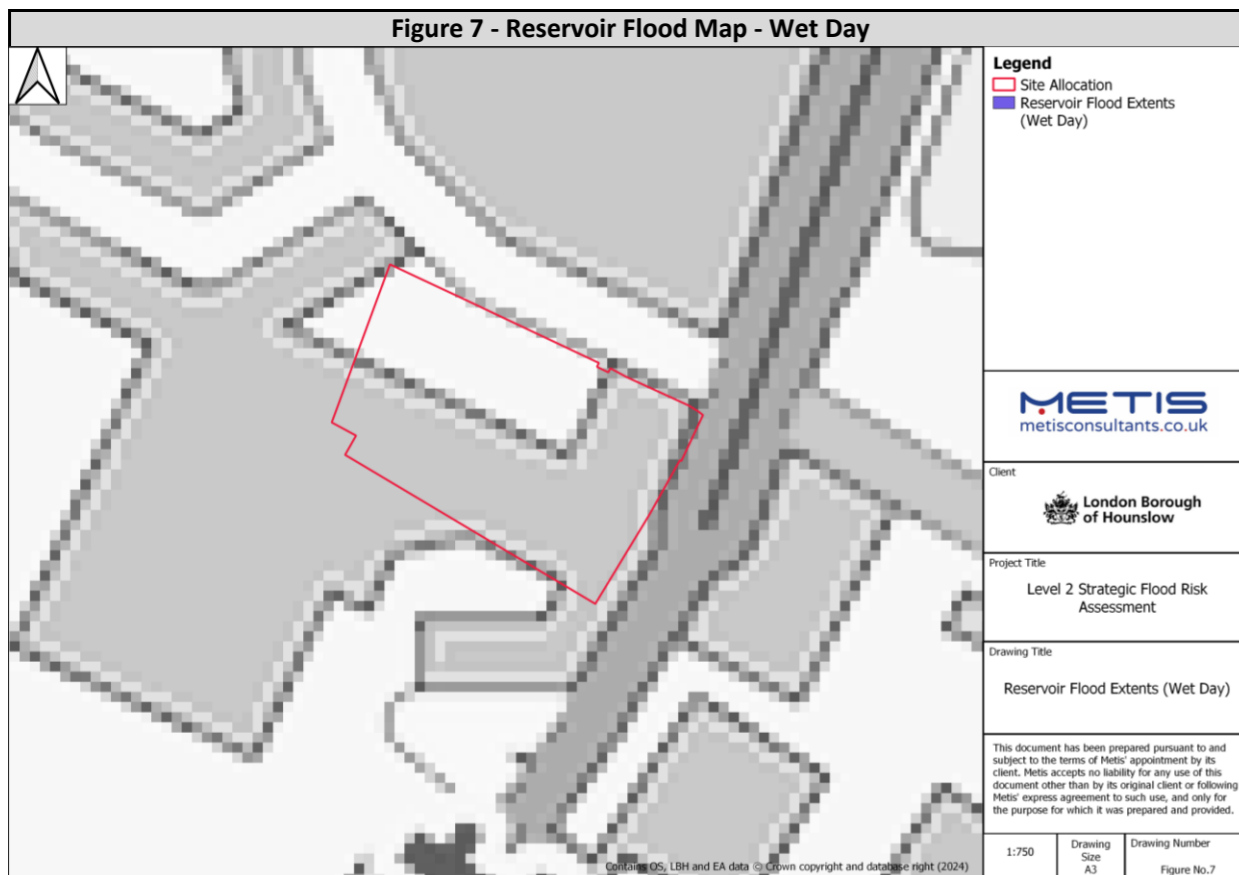 Figure 7 - Reservoir Flood Map - Wet Day
Legend
Site Allocation
Reservoir Flood Extents
(Wet Day)
METIS
metisconsultants.co.uk
Client
London Borough
of Hounslow
Project Title
Level 2 Strategic Flood Risk
Assessment
Drawing Title
Reservoir Flood Extents (Wet Day)
This document has been prepared pursuant to and
subject to the terms of Metis' appointment by its
client. Metis accepts no liability for any use of this
document other than by its original client or following
Metis' express agreement to such use, and only for
the purpose for which it was prepared and provided.
1:750
Drawing
Size
A3
Drawing Number
Figure No.7
Contains OS, LBH and EA data © Crown copyright and database right (2024)